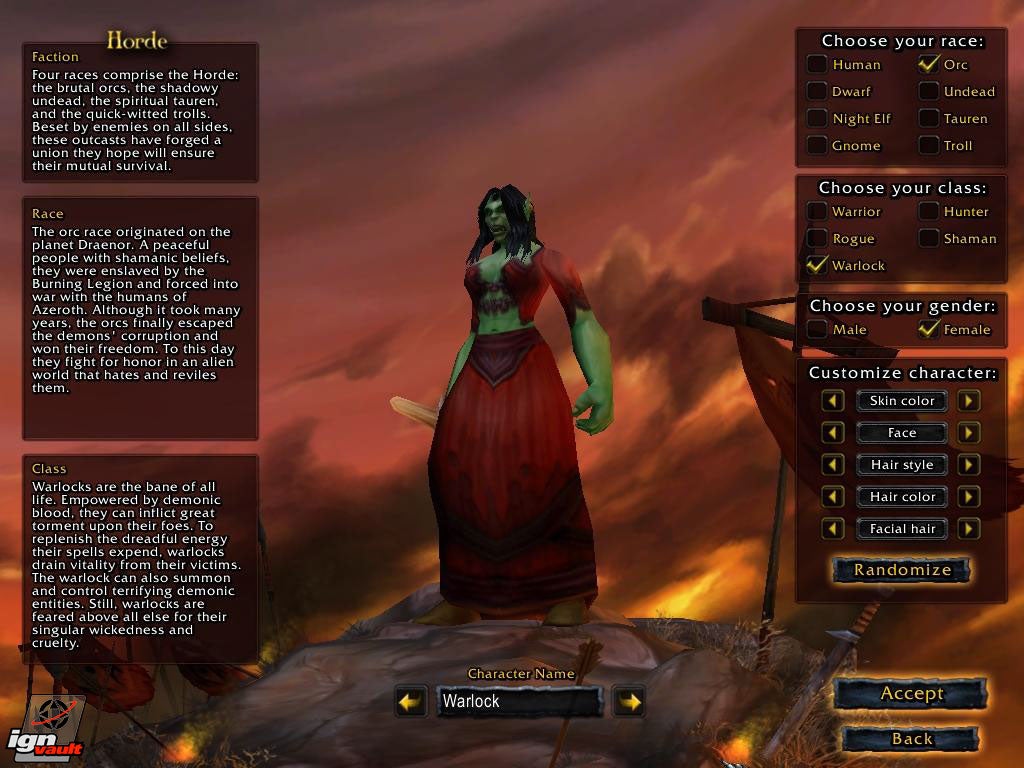 Horde
Faction
Four races comprise the Horde:
the brutal orcs, the shadowy
undead, the spiritual tauren,
and the quick-witted trolls.
Beset by enemies on all sides,
these outcasts have forged a
union they hope will ensure
their mutual survival.
Race
The orc race originated on the
planet Draenor. A peaceful
people with shamanic beliefs,
they were enslaved by the
Burning Legion and forced into
war with the humans of
Azeroth. Although it took many
years, the orcs finally escaped
the demons' corruption and
won their freedom. To this day
they fight for honor in an alien
world that hates and reviles
them.
Class
Warlocks are the bane of all
life. Empowered by demonic
blood, they can inflict great
torment upon their foes. To
replenish the dreadful energy
their spells expend, warlocks
drain vitality from their victims.
The warlock can also summon
and control terrifying demonic
entities. Still, warlocks are
feared above all else for their
singular wickedness and
cruelty.
ign
vault
Character Name
Warlock
Choose your race:
Human Orc
Dwarf Undead
Night Elf Tauren
Gnome Troll
Choose your class:
Warrior Hunter
Rogue Shaman
Warlock
Choose your gender:
Male Female
Customize character:
Skin color
Face
Hair style
Hair color
Facial hair
Randomize
Accept
Back